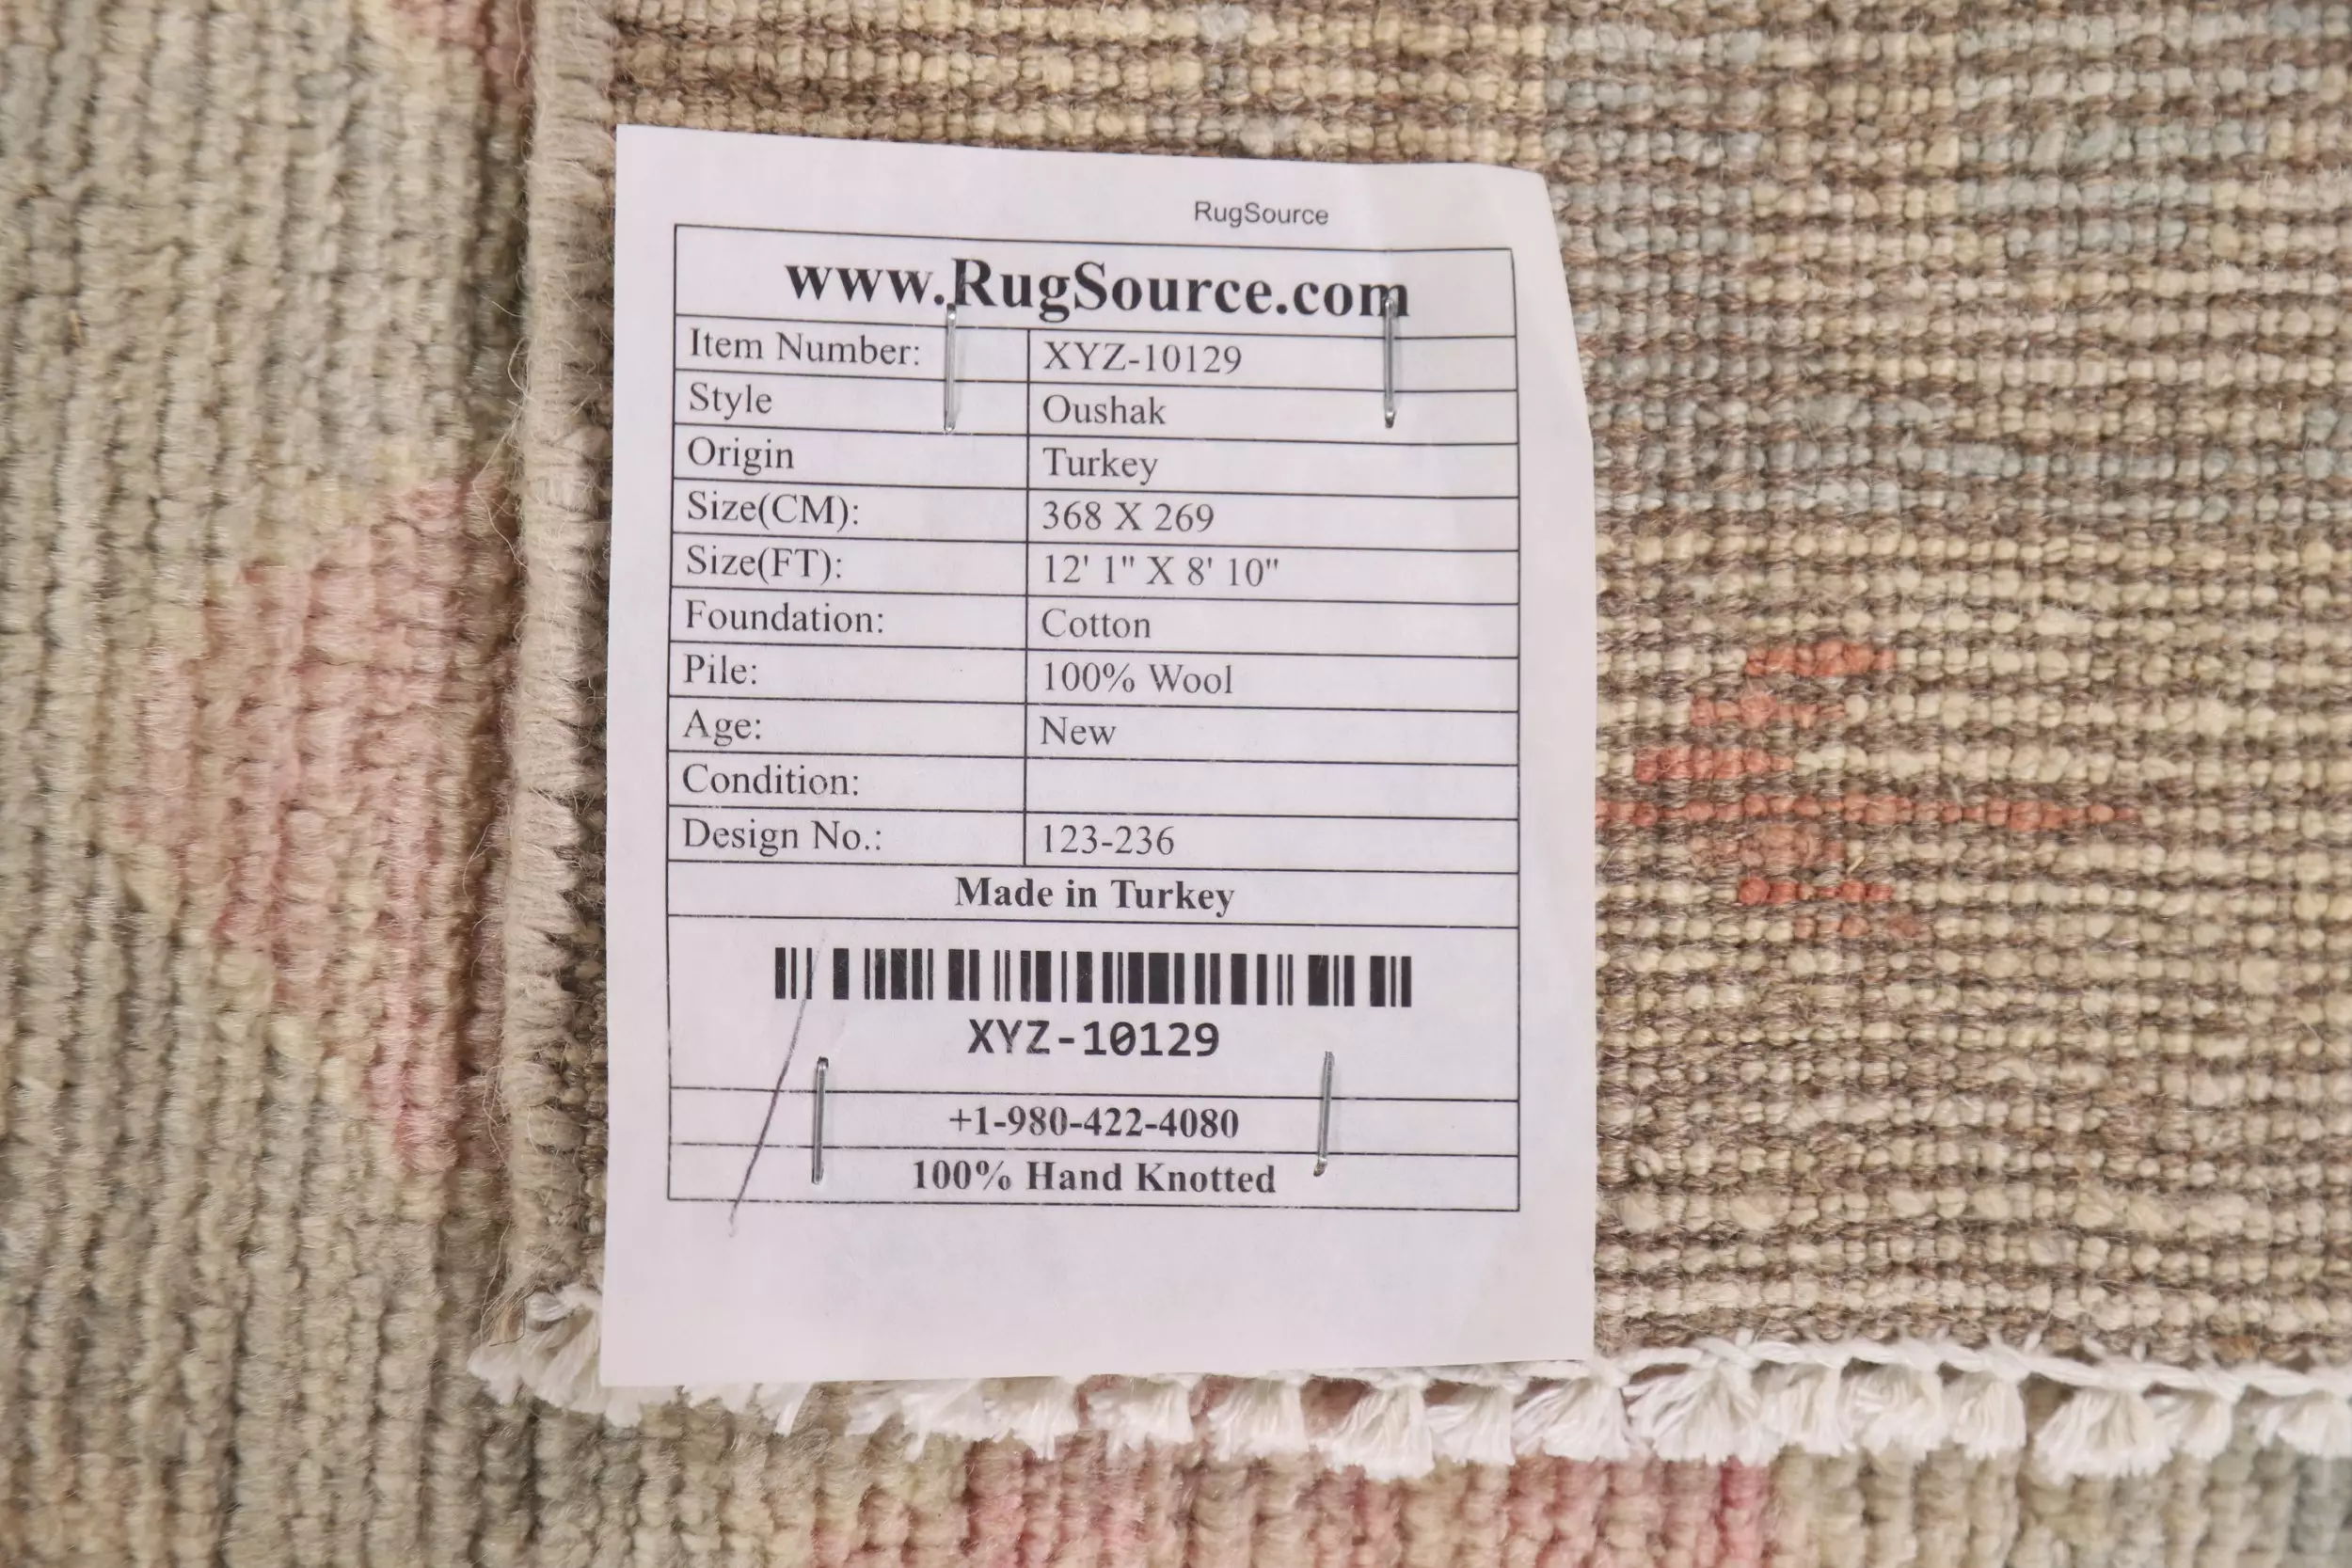 RugSource
www.RugSource.com
Item Number: XYZ-10129
Style Oushak
Origin Turkey
Size(CM): 368 X 269
Size(FT): 12' 1" X 8' 10"
Foundation: Cotton
Pile: 100% Wool
Age: New
Condition:
Design No.: 123-236
Made in Turkey
XYZ-10129
+1-980-422-4080
100% Hand Knotted